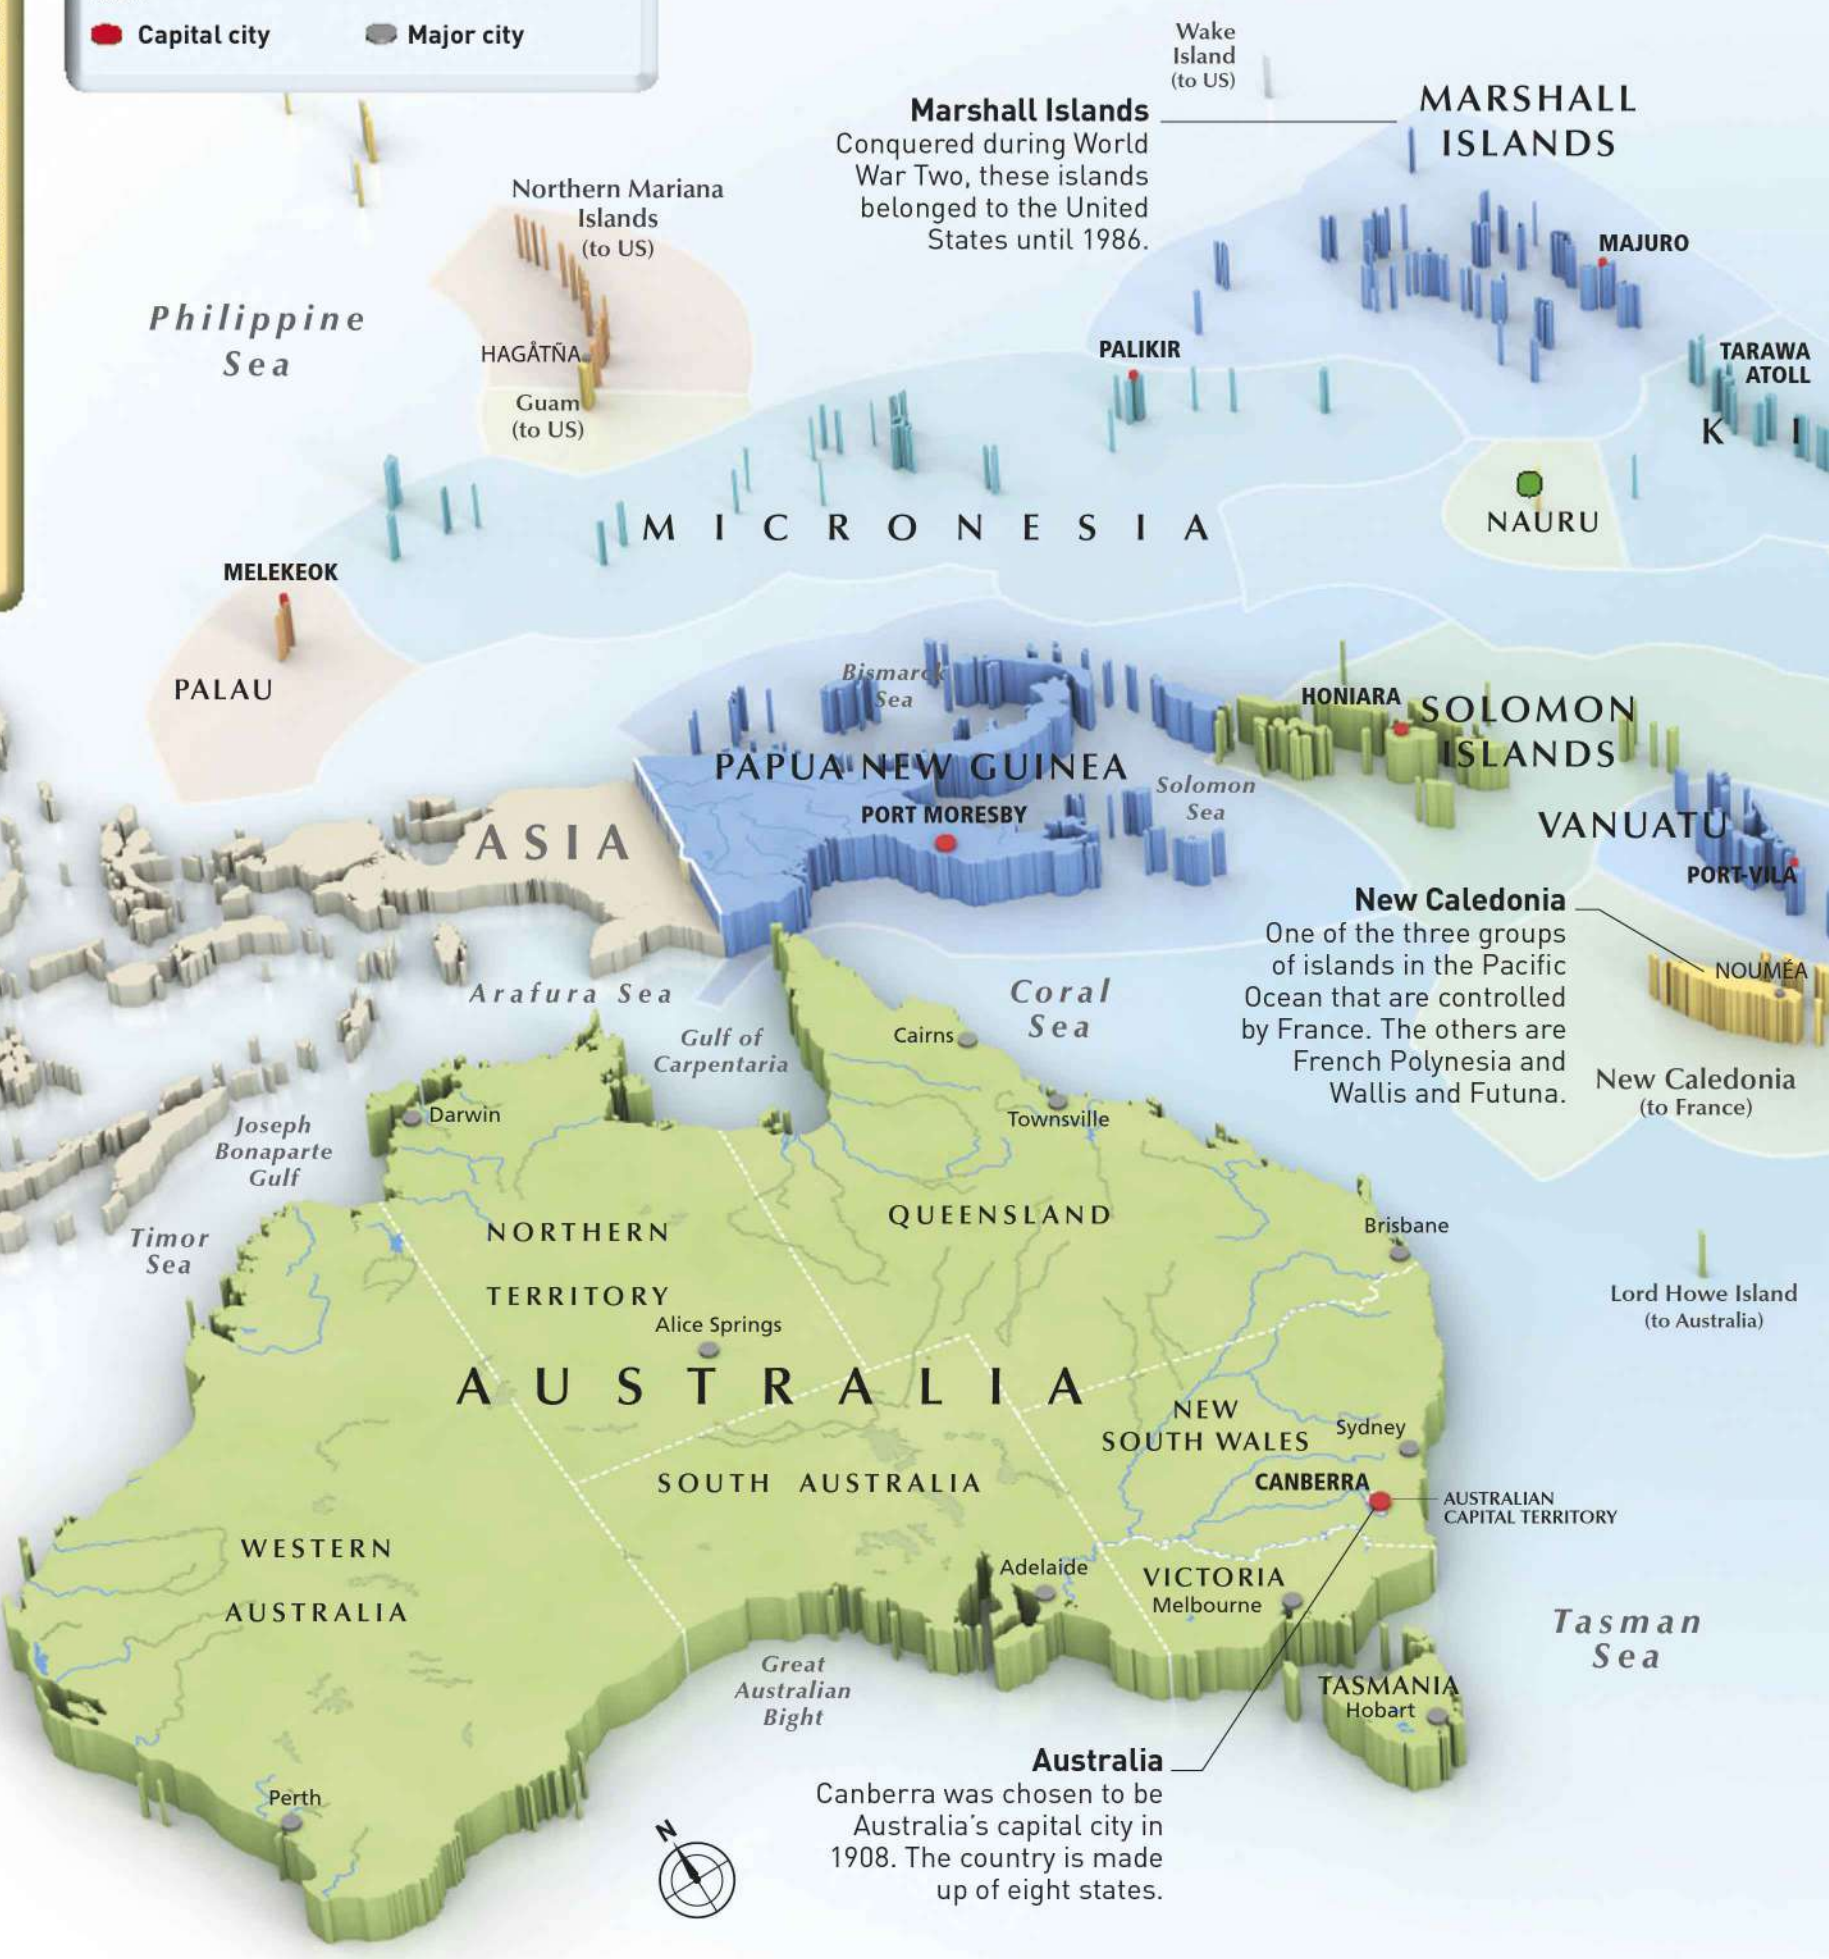 Capital city
Major city
Wake
Island
(to US)
MARSHALL
ISLANDS
Marshall Islands
Conquered during World
War Two, these islands
belonged to the United
States until 1986.
MAJURO
Northern Mariana
Islands
(to US)
Philippine
Sea
HAGÅTÑA
Guam
(to US)
PALIKIR
TARAWA
ATOLL
K I
MICRONESIA
NAURU
MELEKEOK
PALAU
Bismarck
Sea
HONIARA
SOLOMON
ISLANDS
PAPUA NEW GUINEA
Solomon
Sea
PORT MORESBY
ASIA
VANUATU
PORT-VILA
New Caledonia
One of the three groups
of islands in the Pacific
Ocean that are controlled
by France. The others are
French Polynesia and
Wallis and Futuna.
NOUMÉA
New Caledonia
(to France)
Arafura Sea
Coral
Sea
Gulf of
Carpentaria
Cairns
Darwin
Townsville
Joseph
Bonaparte
Gulf
Timor
Sea
NORTHERN
TERRITORY
QUEENSLAND
Brisbane
Lord Howe Island
(to Australia)
Alice Springs
AUSTRALIA
NEW
SOUTH WALES
Sydney
SOUTH AUSTRALIA
CANBERRA
AUSTRALIAN
CAPITAL TERRITORY
WESTERN
AUSTRALIA
Adelaide
VICTORIA
Melbourne
Tasman
Sea
Great
Australian
Bight
TASMANIA
Hobart
Perth
N
Australia
Canberra was chosen to be
Australia’s capital city in
1908. The country is made
up of eight states.